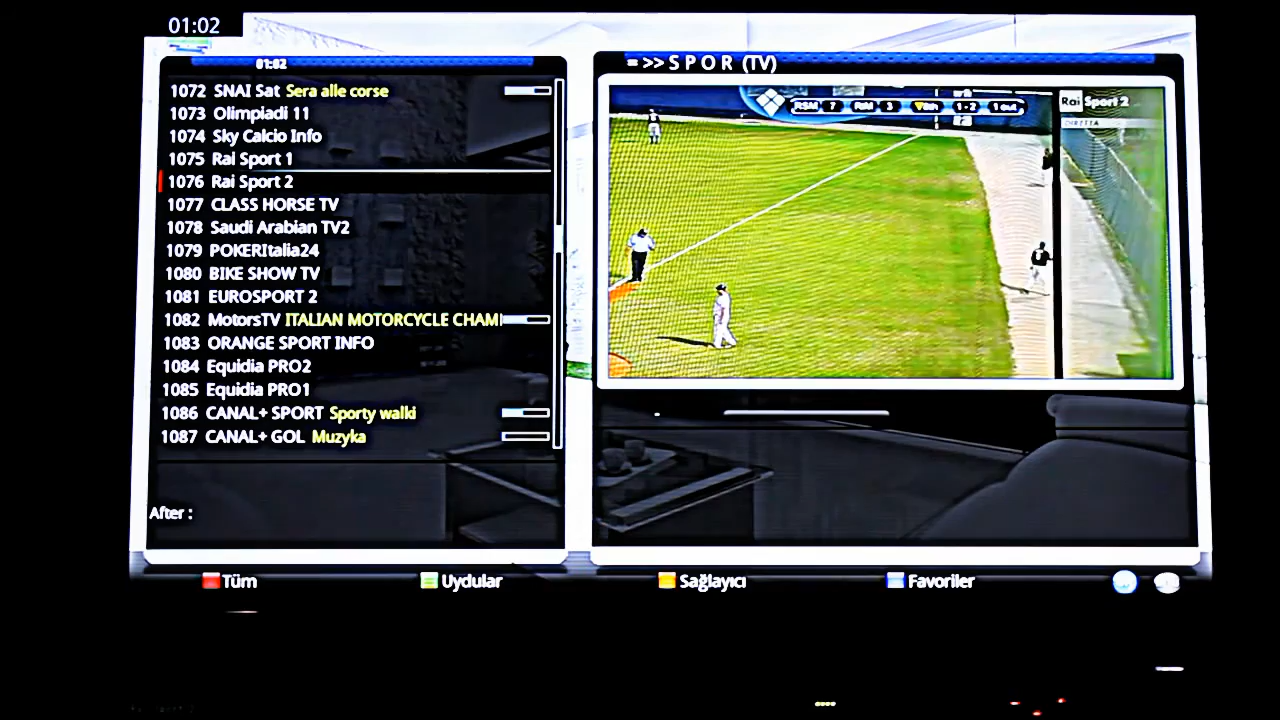 01:02
01:02
1072 SNAI Sat Sera alle corse
1073 Olimpiadi 11
1074 Sky Calcio Info
1075 Rai Sport 1
1076 Rai Sport 2
1077 CLASS HORSE TV
1078 Saudi Arabian TV2
1079 POKERItalia24
1080 BIKE SHOW TV
1081 EUROSPORT 2
1082 MotorsTV ITALIAN MOTORCYCLE CHAMI
1083 ORANGE SPORT INFO
1084 Equidia PRO2
1085 Equidia PRO1
1086 CANAL+ SPORT Sporty walki
1087 CANAL+ GOL Muzyka
After :
= >> S P O R (TV)
RSM 7 RIM 3 8th 1-2 1 out
Rai Sport 2
DIRETTA
Tüm
Uydular
Sağlayıcı
Favoriler